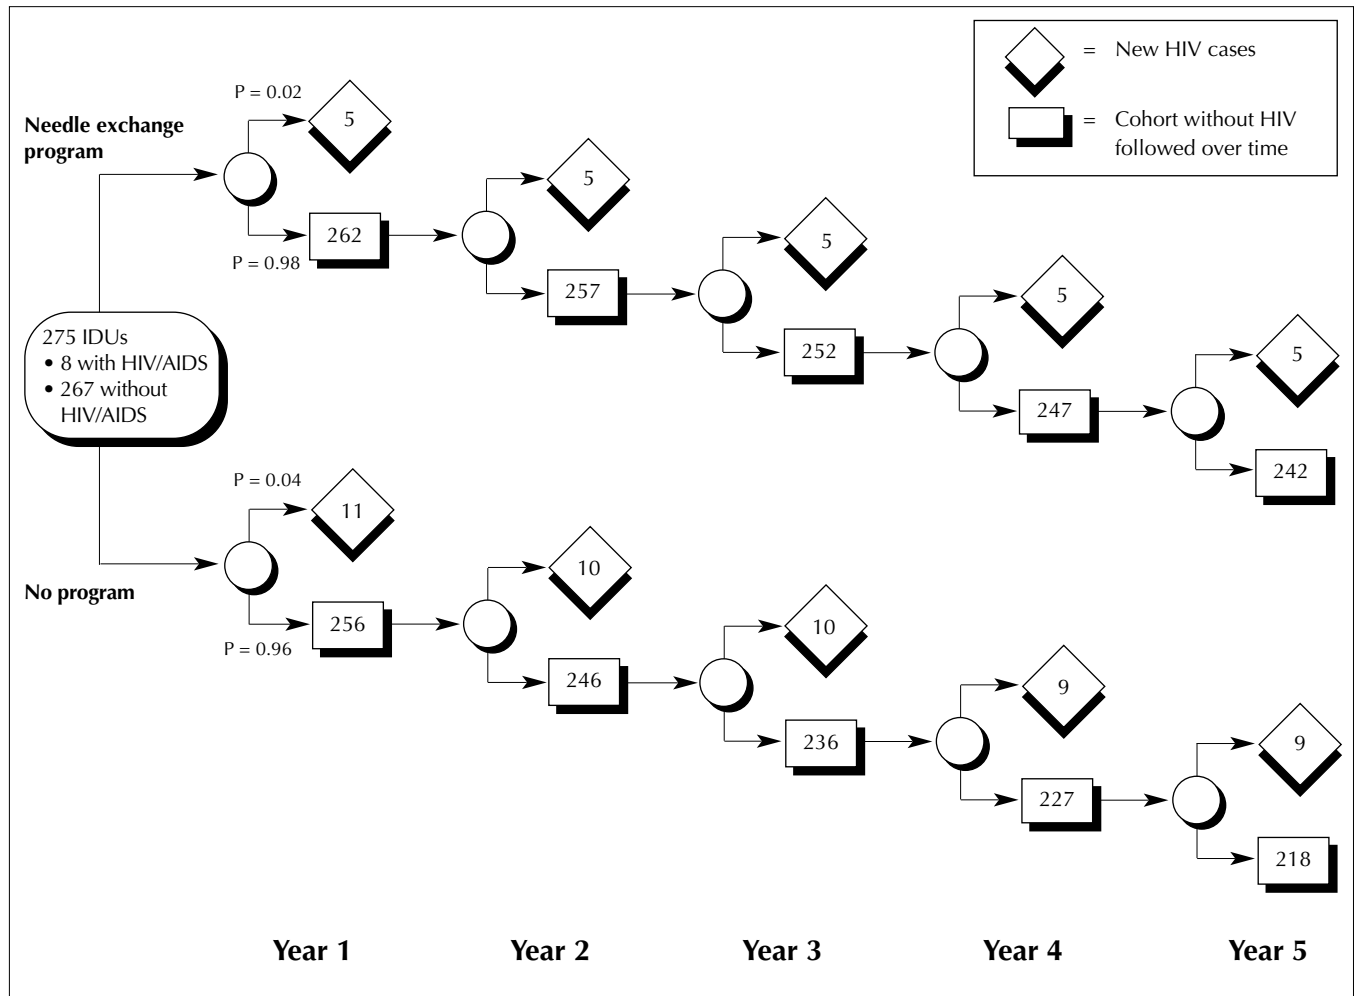 = New HIV cases
= Cohort without HIV
followed over time
P = 0.02
Needle exchange
program
5
262
P = 0.98
5
257
5
252
5
247
5
242
275 IDUs
• 8 with HIV/AIDS
• 267 without
HIV/AIDS
P = 0.04
11
No program
256
P = 0.96
10
246
10
236
9
227
9
218
Year 1
Year 2
Year 3
Year 4
Year 5